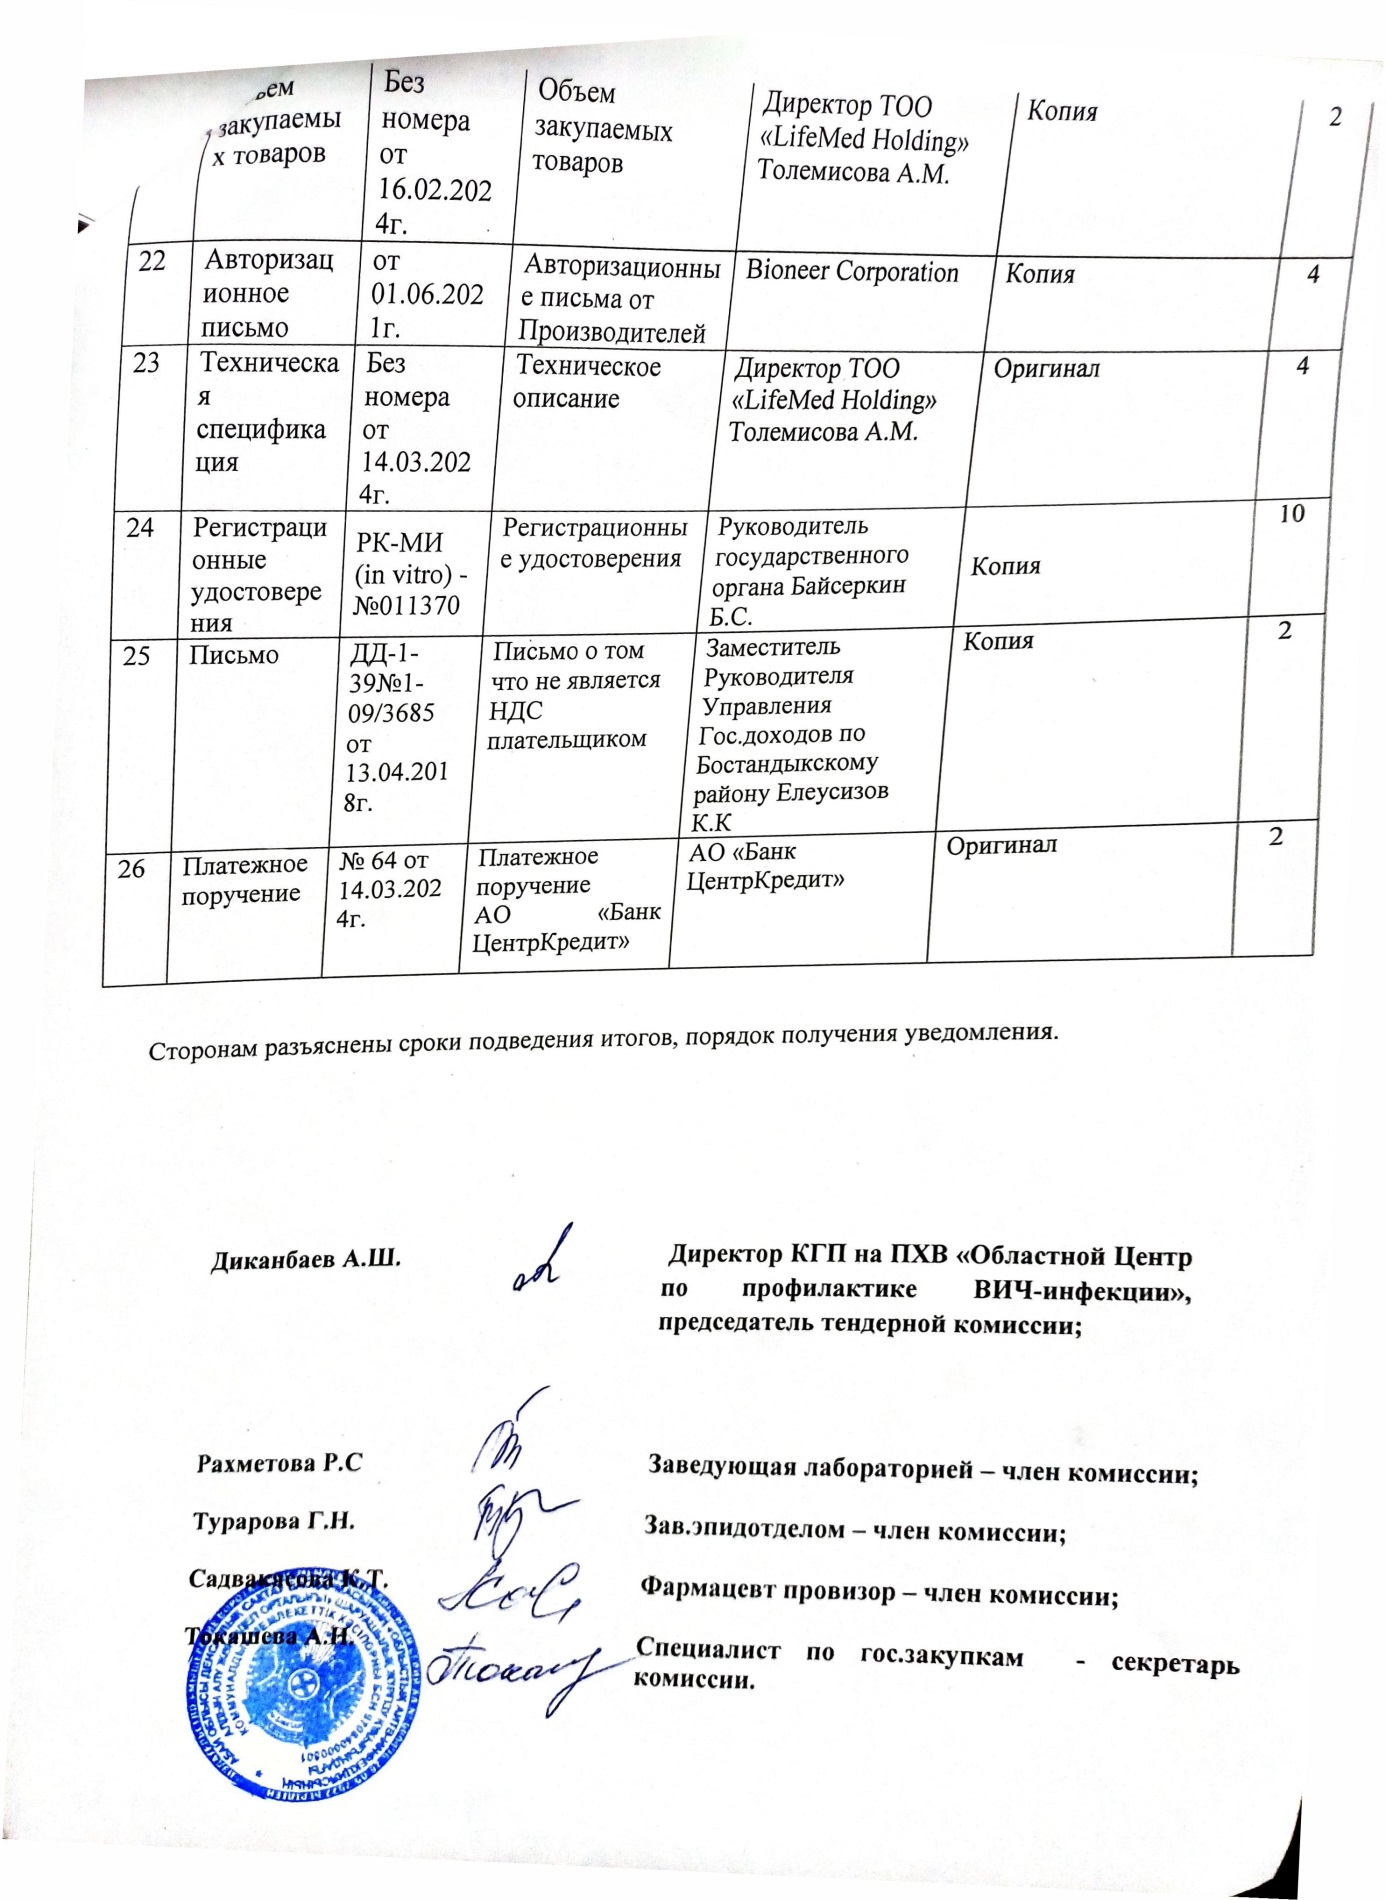 закупаемы
х товаров
Без
номера
от
16.02.202
4г.
Объем
закупаемых
товаров
Директор ТОО
«LifeMed Holding»
Толемисова А.М.
Копия
2
22
Авторизац
ионное
письмо
от
01.06.202
1г.
Авторизационны
е письма от
Производителей
Bioneer Corporation
Копия
4
23
Техническа
я
специфика
ция
Без
номера
от
14.03.202
4г.
Техническое
описание
Директор ТОО
«LifeMed Holding»
Толемисова А.М.
Оригинал
4
24
Регистраци
онные
удостовере
ния
РК-МИ
(in vitro) -
№011370
Регистрационны
е удостоверения
Руководитель
государственного
органа Байсеркин
Б.С.
Копия
10
25
Письмо
ДД-1-
39№1-
09/3685
от
13.04.201
8г.
Письмо о том
что не является
НДС
плательщиком
Заместитель
Руководителя
Управления
Гос.доходов по
Бостандыкскому
району Елеусизов
К.К
Копия
2
26
Платежное
поручение
№ 64 от
14.03.202
4г.
Платежное
поручение
АО «Банк
ЦентрКредит»
АО «Банк
ЦентрКредит»
Оригинал
2
Сторонам разъяснены сроки подведения итогов, порядок получения уведомления.
Диканбаев А.Ш.
Директор КГП на ПХВ «Областной Центр
по профилактике ВИЧ-инфекции»,
председатель тендерной комиссии;
Рахметова Р.С
Заведующая лабораторией – член комиссии;
Турарова Г.Н.
Зав.эпидотделом – член комиссии;
Садвакасова К.Т.
Фармацевт провизор – член комиссии;
Токашева А.Н.
Специалист по гос.закупкам - секретарь
комиссии.